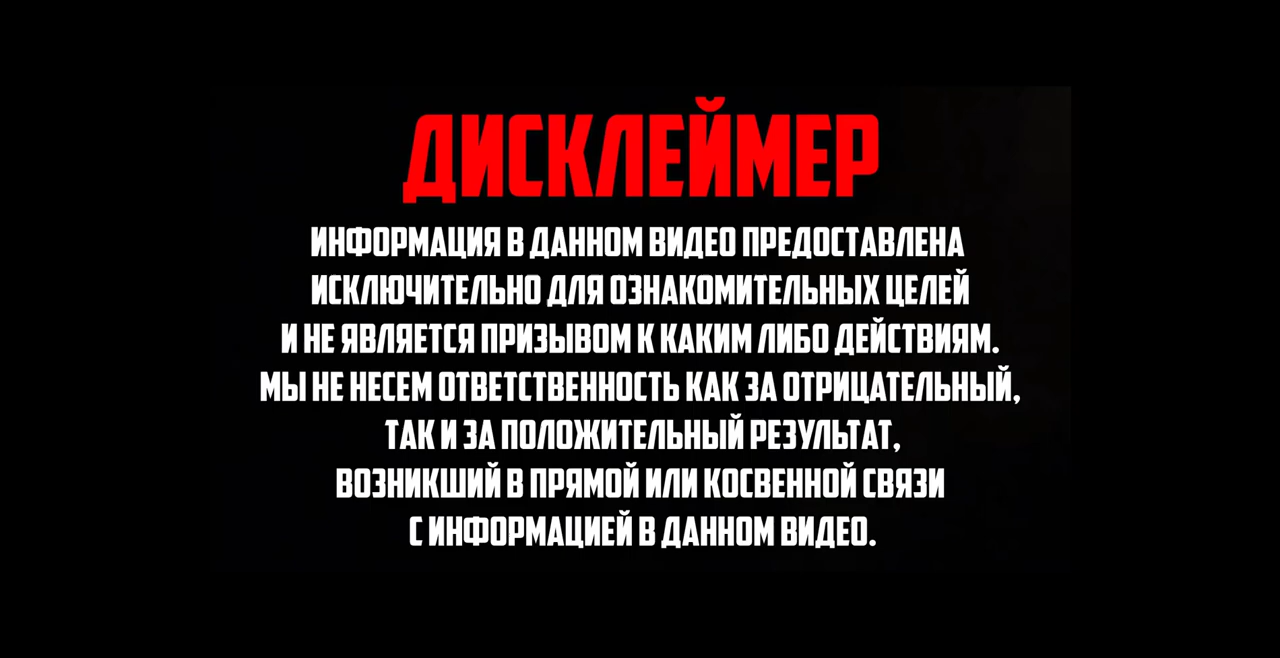 ДИСКЛЕЙМЕР
ИНФОРМАЦИЯ В ДАННОМ ВИДЕО ПРЕДОСТАВЛЕНА
ИСКЛЮЧИТЕЛЬНО ДЛЯ ОЗНАКОМИТЕЛЬНЫХ ЦЕЛЕЙ
И НЕ ЯВЛЯЕТСЯ ПРИЗЫВОМ К КАКИМ ЛИБО ДЕЙСТВИЯМ.
МЫ НЕ НЕСЕМ ОТВЕТСТВЕННОСТЬ КАК ЗА ОТРИЦАТЕЛЬНЫЙ,
ТАК И ЗА ПОЛОЖИТЕЛЬНЫЙ РЕЗУЛЬТАТ,
ВОЗНИКШИЙ В ПРЯМОЙ ИЛИ КОСВЕННОЙ СВЯЗИ
С ИНФОРМАЦИЕЙ В ДАННОМ ВИДЕО.